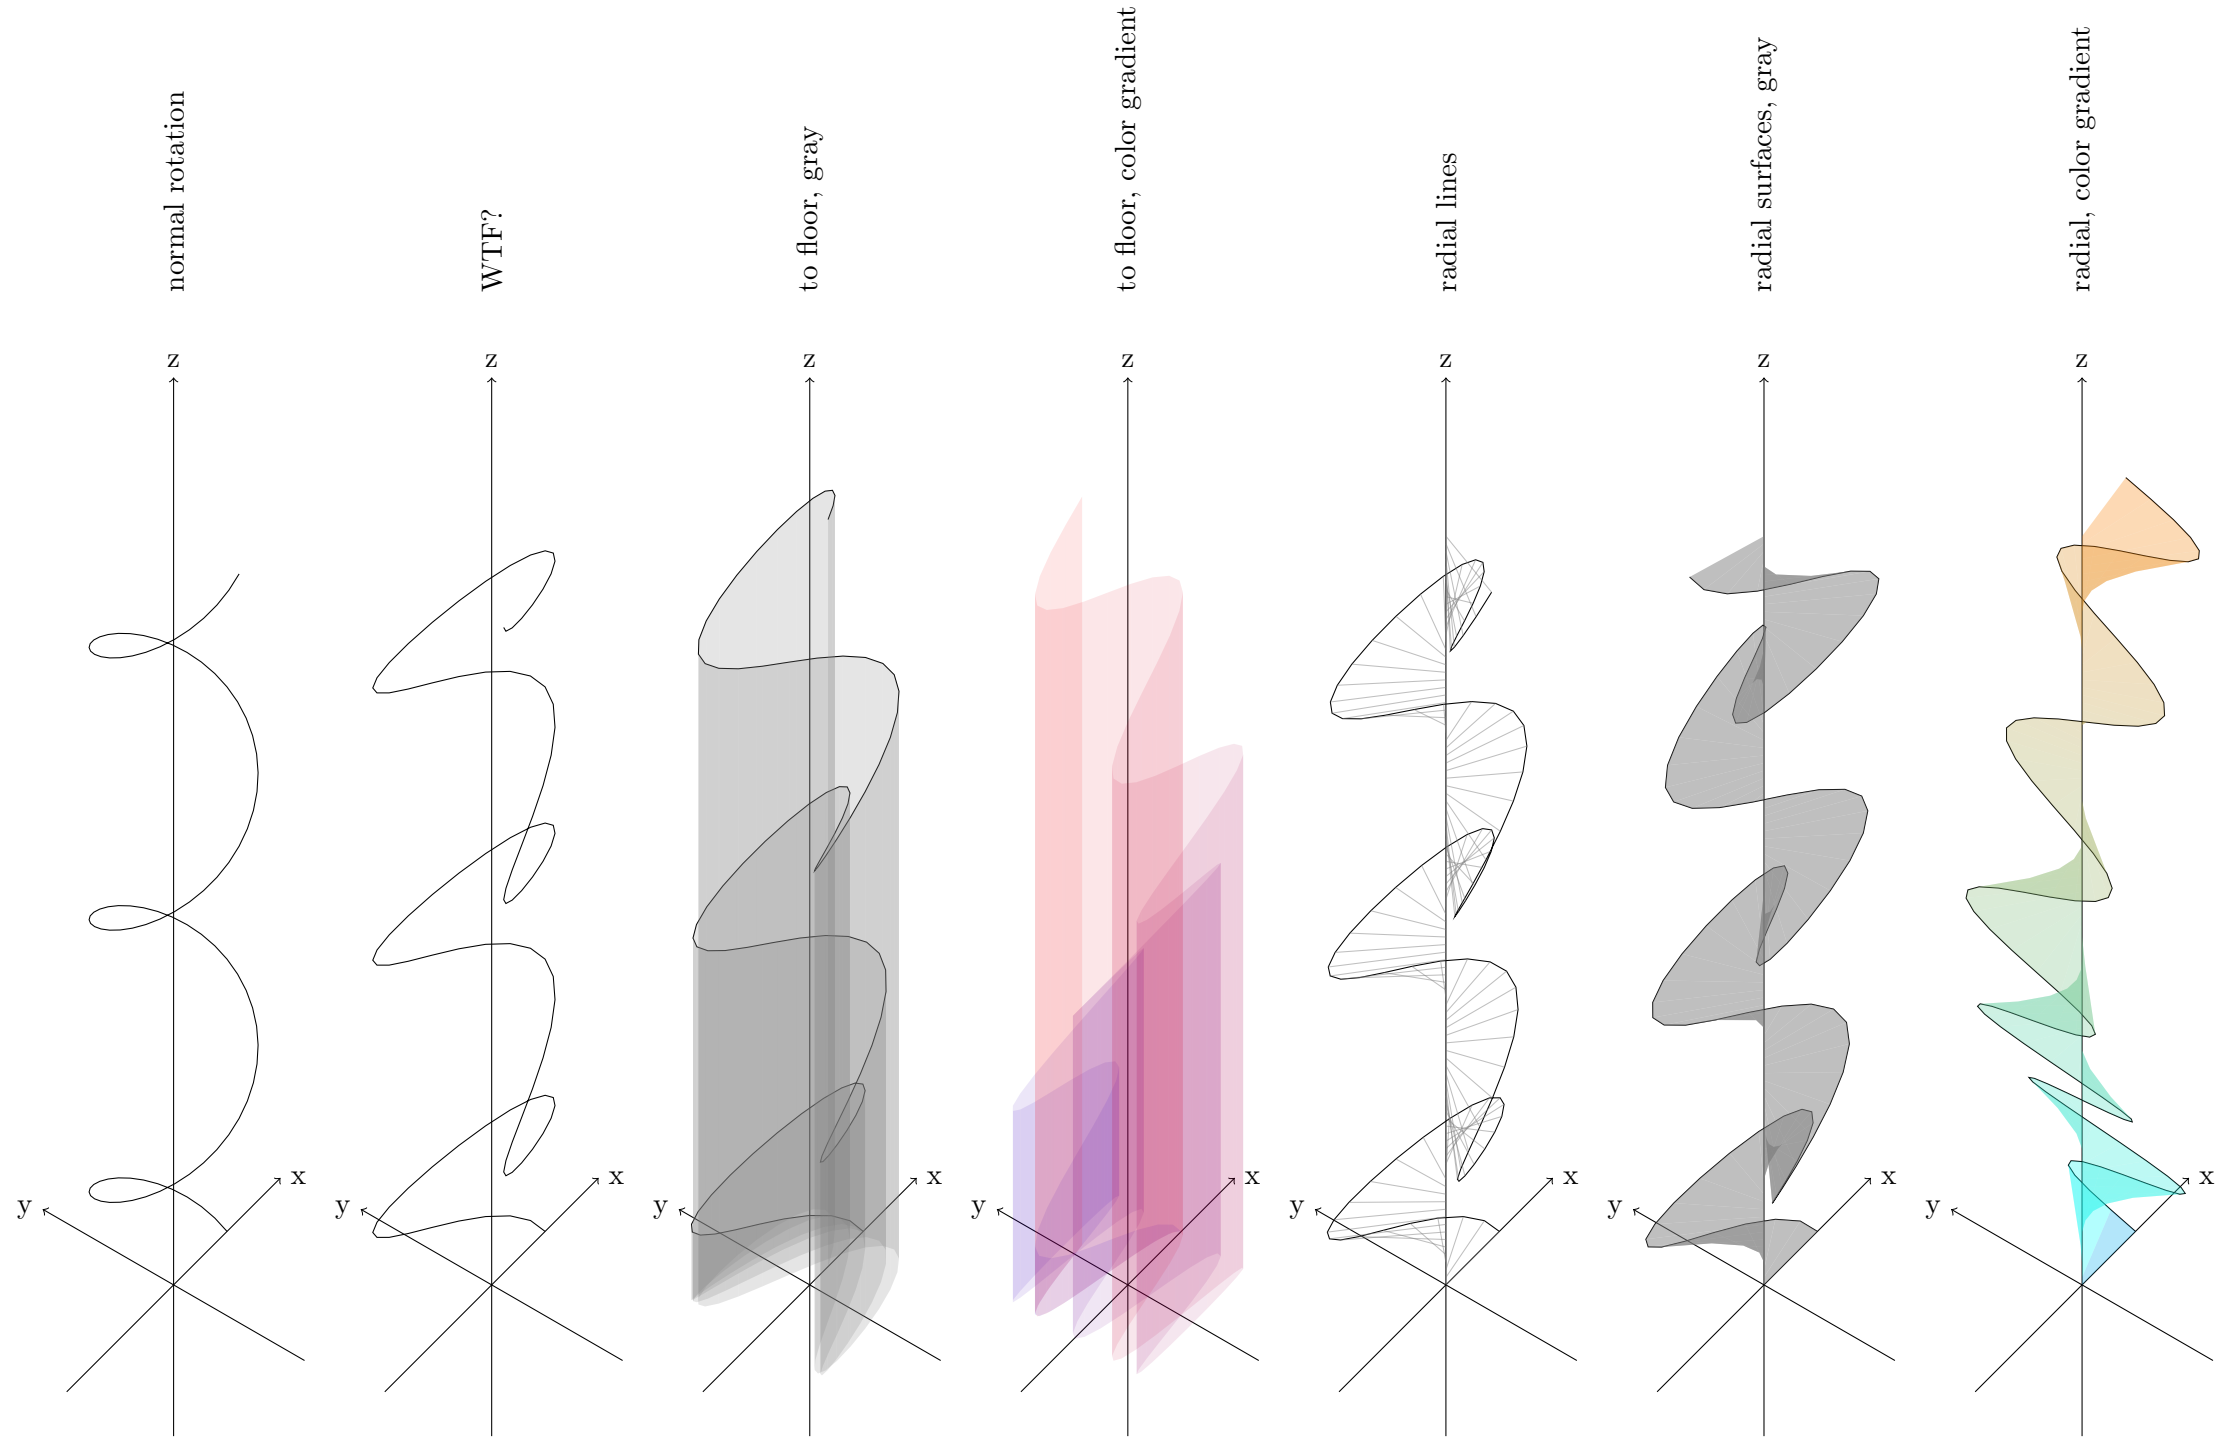 normal rotation
WTF?
to floor, gray
to floor, color gradient
radial lines
radial surfaces, gray
radial, color gradient
z
z
z
z
z
z
z
x
y
x
y
x
y
x
y
x
y
x
y
x
y